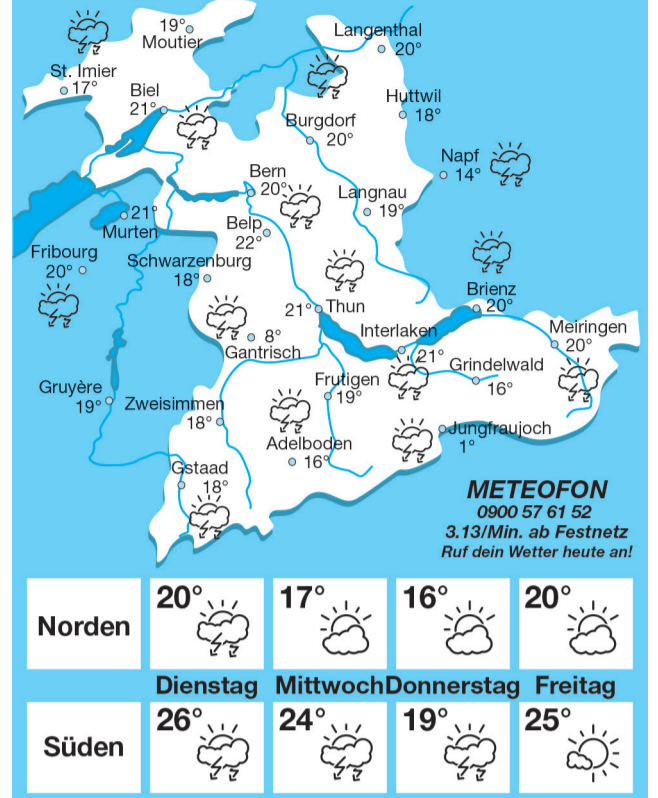 19°
Moutier
Langenthal
20°
St. Imier
17°
Biel
21°
Huttwil
18°
Burgdorf
20°
Napf
14°
Bern
20°
Langnau
19°
21°
Murten
Belp
22°
Fribourg
20°
Schwarzenburg
18°
Brienz
20°
21° Thun
Interlaken
21°
Meiringen
20°
8°
Gantrisch
Grindelwald
16°
Gruyère
19°
Frutigen
19°
Zweisimmen
18°
Adelboden
16°
Jungfraujoch
1°
Gstaad
18°
METEOFON
0900 57 61 52
3.13/Min. ab Festnetz
Ruf dein Wetter heute an!
Norden
20°
17°
16°
20°
Dienstag Mittwoch Donnerstag Freitag
Süden
26°
24°
19°
25°